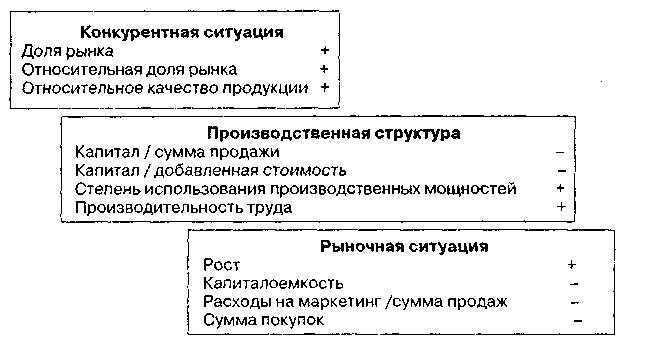 Конкурентная ситуация
Доля рынка +
Относительная доля рынка +
Относительное качество продукции +
Производственная структура
Капитал / сумма продажи –
Капитал / добавленная стоимость –
Степень использования производственных мощностей +
Производительность труда +
Рыночная ситуация
Рост +
Капиталоемкость –
Расходы на маркетинг /сумма продаж –
Сумма покупок –